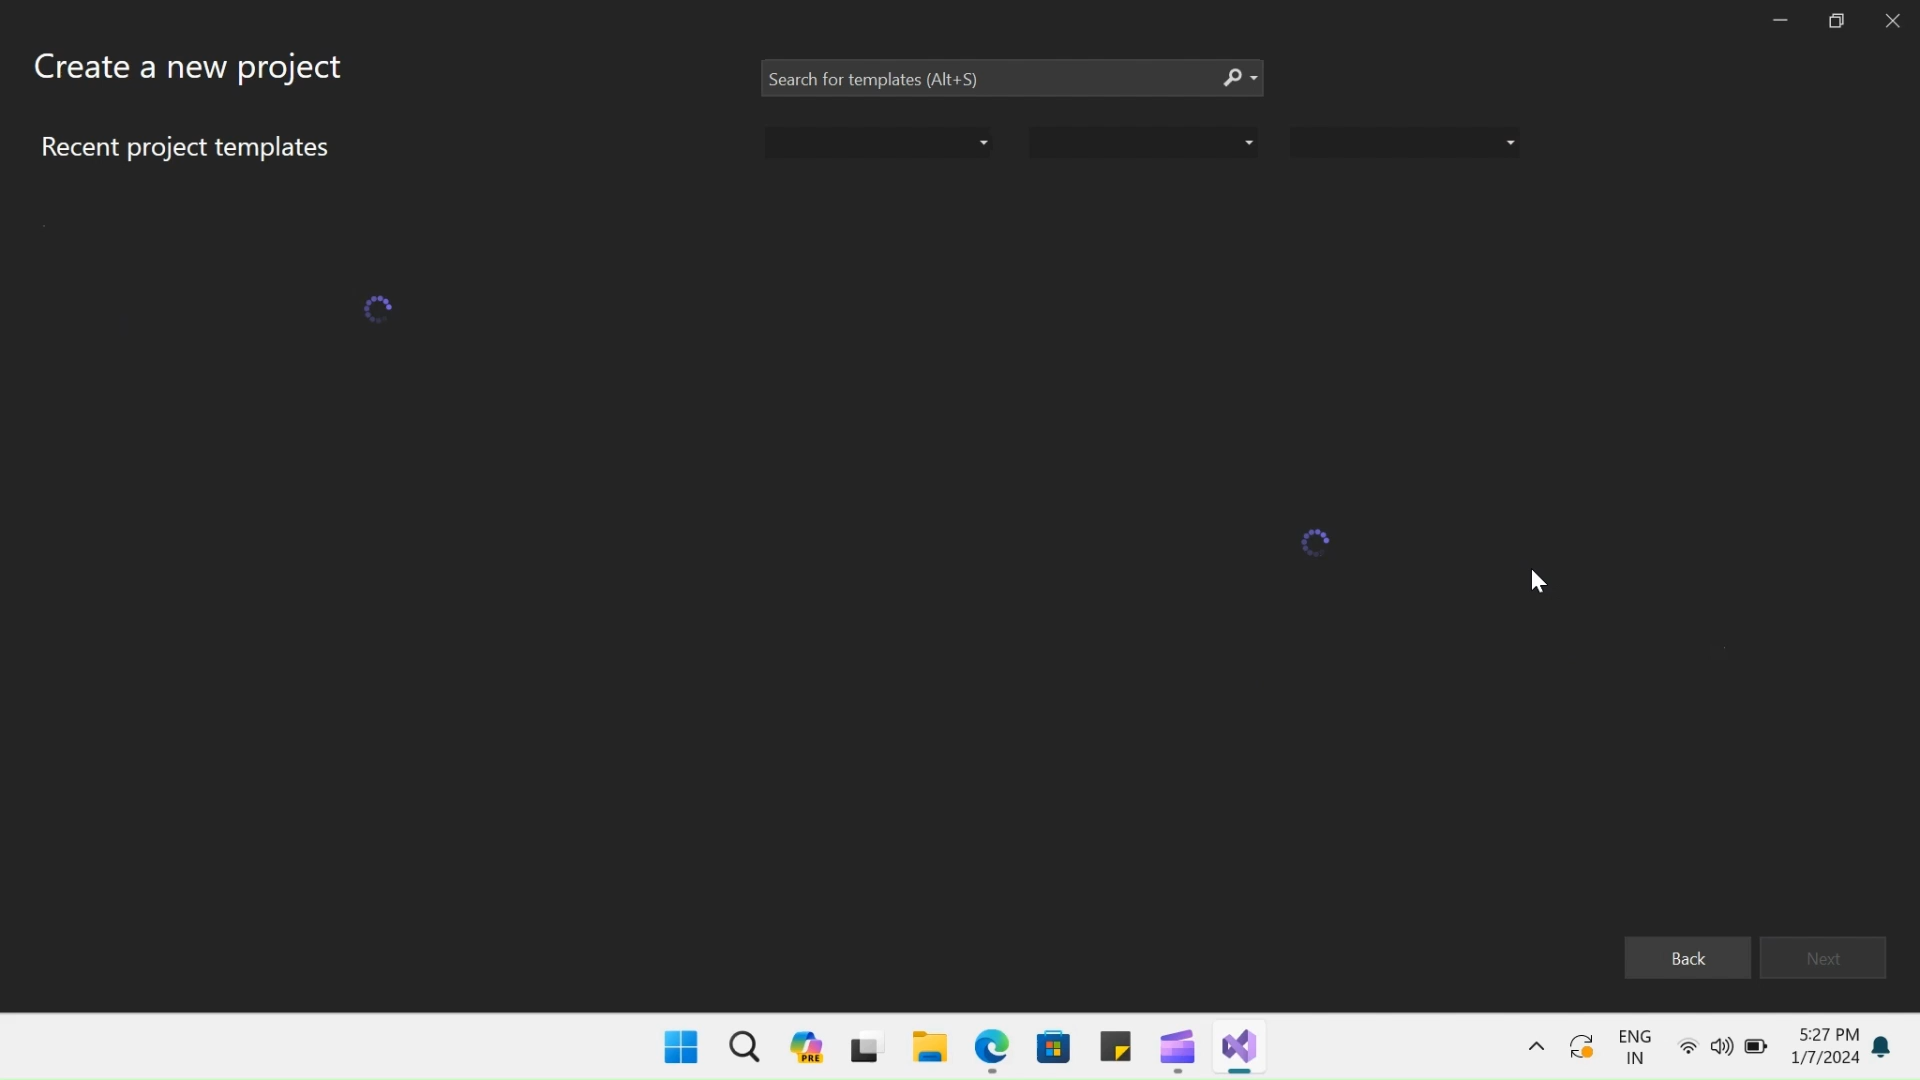 Create a new project
Search for templates (Alt+S)
Recent project templates
Back
Next
PRE
ENG
IN
5:27 PM
1/7/2024